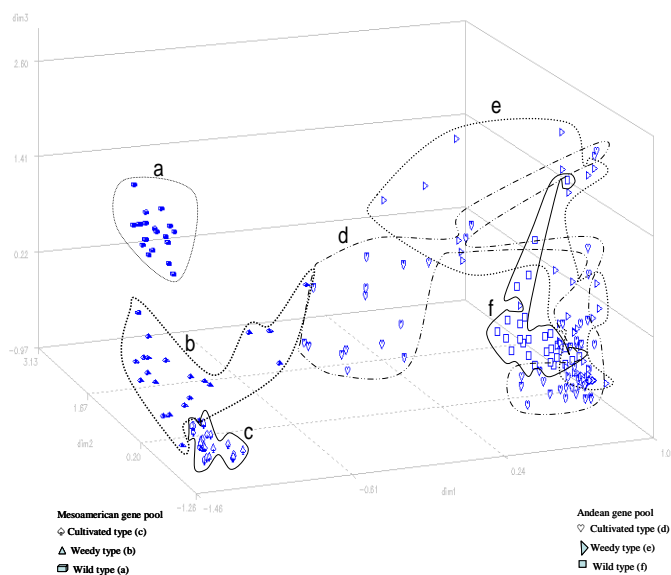 dim3
2.60
1.41
0.22
-0.97
3.13
1.67
dim2
0.20
-1.26
-1.46
-0.61
dim1
0.24
1.0
a
b
c
d
e
f
Mesoamerican gene pool
Cultivated type (c)
Weedy type (b)
Wild type (a)
Andean gene pool
Cultivated type (d)
Weedy type (e)
Wild type (f)